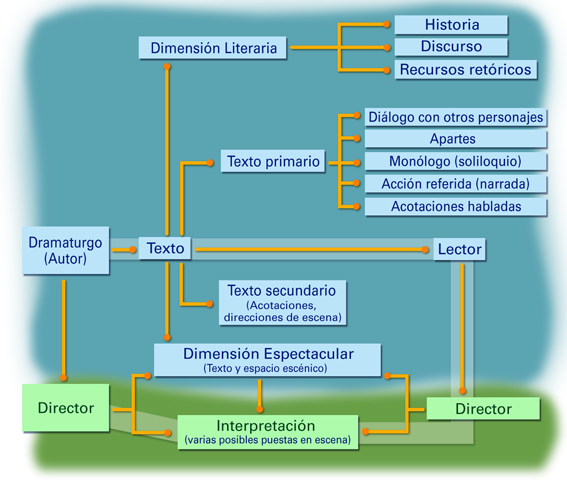 Historia
Dimensión Literaria
Discurso
Recursos retóricos
Diálogo con otros personajes
Apartes
Texto primario
Monólogo (soliloquio)
Acción referida (narrada)
Acotaciones habladas
Dramaturgo
(Autor)
Texto
Lector
Texto secundario
(Acotaciones,
direcciones de escena)
Dimensión Espectacular
(Texto y espacio escénico)
Director
Director
Interpretación
(varias posibles puestas en escena)